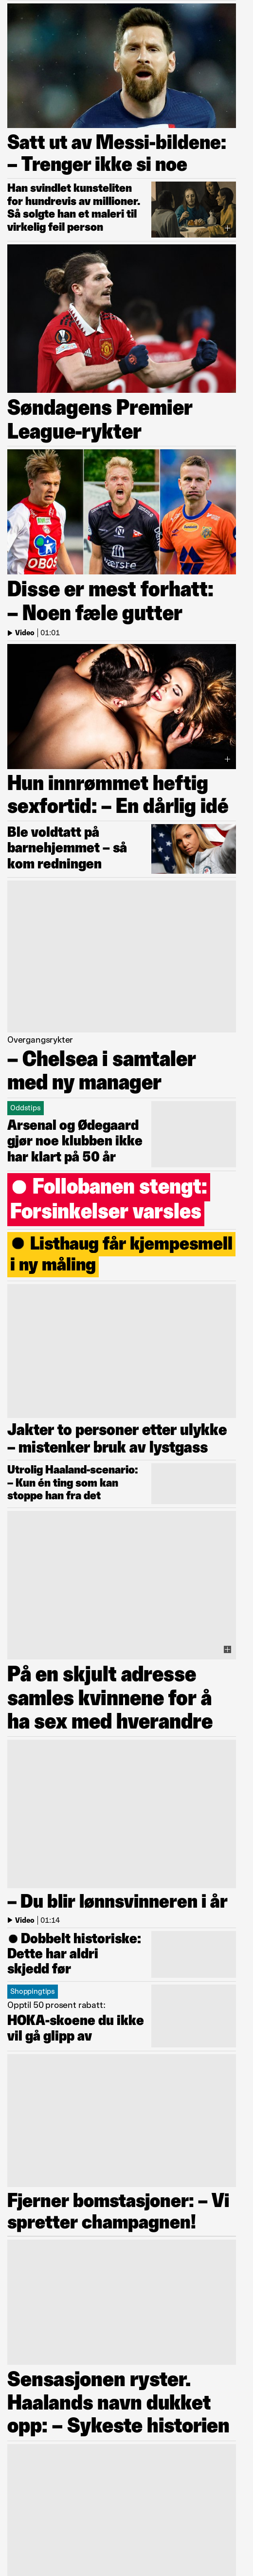 Satt ut av Messi-bildene:
– Trenger ikke si noe
Han svindlet kunsteliten
for hundrevis av millioner.
Så solgte han et maleri til
virkelig feil person
Søndagens Premier
League-rykter
OBOS
Disse er mest forhatt:
– Noen fæle gutter
Video | 01:01
Hun innrømmet heftig
sexfortid: – En dårlig idé
Ble voldtatt på
barnehjemmet – så
kom redningen
Overgangsrykter
– Chelsea i samtaler
med ny manager
Oddstips
Arsenal og Ødegaard
gjør noe klubben ikke
har klart på 50 år
● Follobanen stengt:
Forsinkelser varsles
● Listhaug får kjempesmell
i ny måling
Jakter to personer etter ulykke
– mistenker bruk av lystgass
Utrolig Haaland-scenario:
– Kun én ting som kan
stoppe han fra det
På en skjult adresse
samles kvinnene for å
ha sex med hverandre
– Du blir lønnsvinneren i år
Video | 01:14
● Dobbelt historiske:
Dette har aldri
skjedd før
Shoppingtips
Opptil 50 prosent rabatt:
HOKA-skoene du ikke
vil gå glipp av
Fjerner bomstasjoner: – Vi
spretter champagnen!
Sensasjonen ryster.
Haalands navn dukket
opp: – Sykeste historien